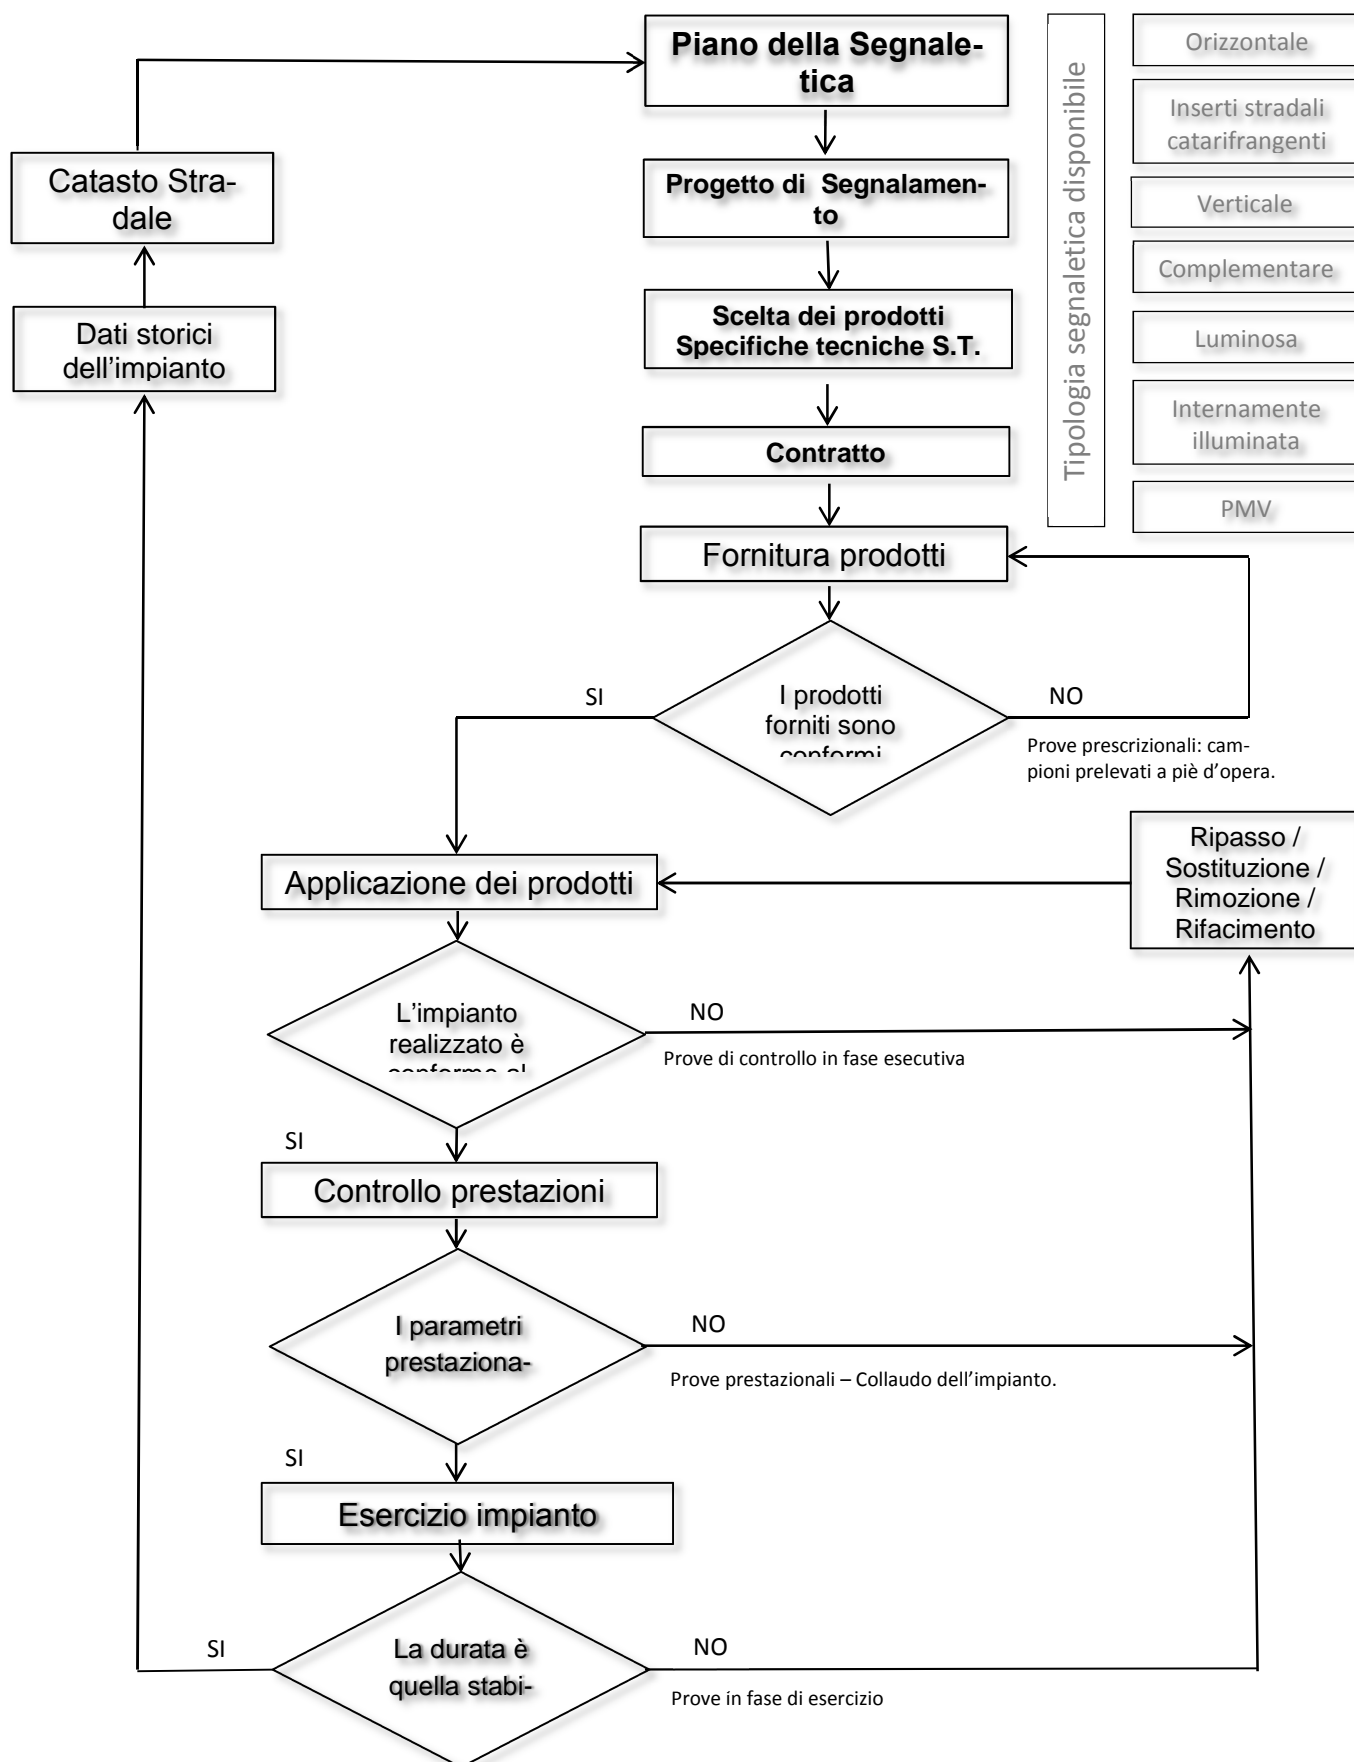 Piano della Segnale-
tica
Catasto Stra-
dale
Progetto di Segnalamen-
to
Dati storici
dell'impianto
Scelta dei prodotti
Specifiche tecniche S.T.
Contratto
Fornitura prodotti
Tipologia segnaletica disponibile
Orizzontale
Inserti stradali
catarifrangenti
Verticale
Complementare
Luminosa
Internamente
illuminata
PMV
SI
I prodotti
forniti sono
conformi
NO
Prove prescrizionali: cam-
pioni prelevati a piè d'opera.
Applicazione dei prodotti
Ripasso /
Sostituzione /
Rimozione /
Rifacimento
L'impianto
realizzato è
conforme al
NO
Prove di controllo in fase esecutiva
SI
Controllo prestazioni
I parametri
prestaziona-
NO
Prove prestazionali – Collaudo dell'impianto.
SI
Esercizio impianto
SI
La durata è
quella stabi-
NO
Prove in fase di esercizio